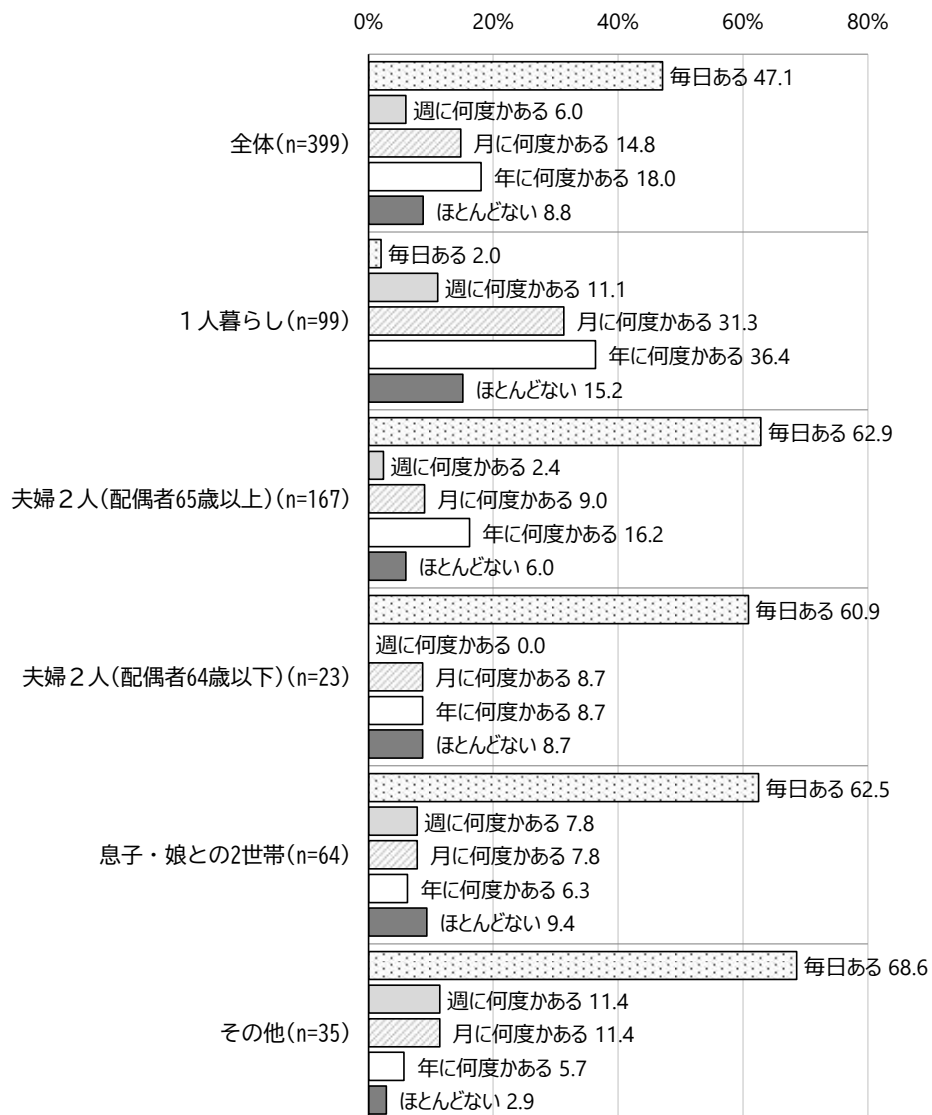 0% 20% 40% 60% 80%
毎日ある 47.1
週に何度かある 6.0
全体(n=399)
月に何度かある 14.8
年に何度かある 18.0
ほとんどない 8.8
毎日ある 2.0
週に何度かある 11.1
１人暮らし(n=99)
月に何度かある 31.3
年に何度かある 36.4
ほとんどない 15.2
毎日ある 62.9
週に何度かある 2.4
夫婦２人(配偶者65歳以上)(n=167)
月に何度かある 9.0
年に何度かある 16.2
ほとんどない 6.0
毎日ある 60.9
週に何度かある 0.0
夫婦２人(配偶者64歳以下)(n=23)
月に何度かある 8.7
年に何度かある 8.7
ほとんどない 8.7
毎日ある 62.5
週に何度かある 7.8
息子・娘との2世帯(n=64)
月に何度かある 7.8
年に何度かある 6.3
ほとんどない 9.4
毎日ある 68.6
週に何度かある 11.4
その他(n=35)
月に何度かある 11.4
年に何度かある 5.7
ほとんどない 2.9